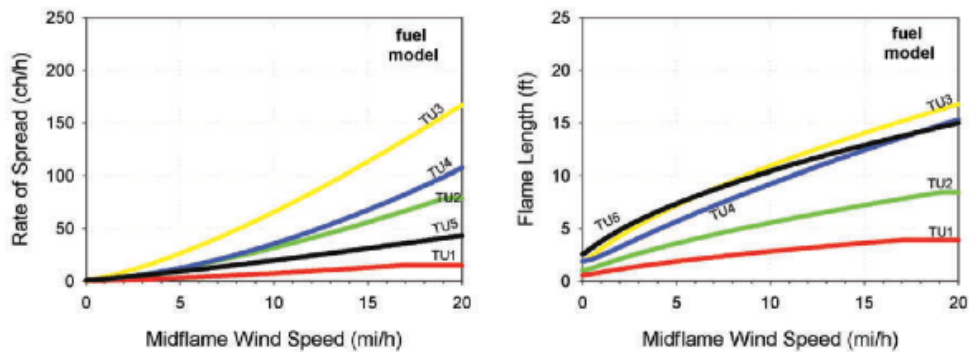 250
200
150
100
50
0
Rate of Spread (ch/h)
fuel
model
TU3
TU4
TU2
TU5
TU1
0
5
10
15
20
Midflame Wind Speed (mi/h)
25
20
15
10
5
0
Flame Length (ft)
fuel
model
TU3
TU6
TU4
TU2
TU1
0
5
10
15
20
Midflame Wind Speed (mi/h)